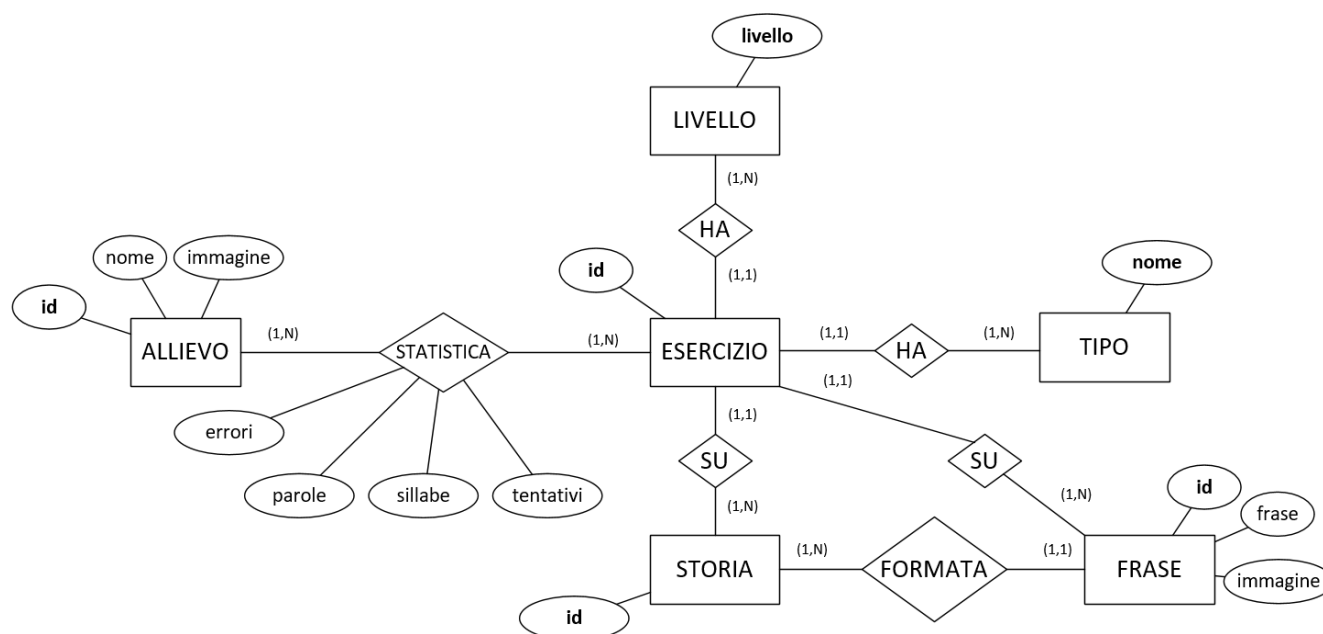 livello
LIVELLO
(1,N)
HA
(1,1)
nome
immagine
id
id
nome
ALLIEVO
(1,N)
STATISTICA
(1,N)
ESERCIZIO
(1,1)
HA
(1,N)
TIPO
(1,1)
(1,1)
errori
SU
SU
parole
sillabe
tentativi
(1,N)
(1,N)
id
frase
STORIA
(1,N)
FORMATA
(1,1)
FRASE
immagine
id